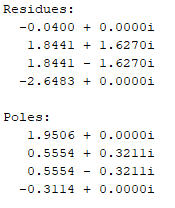 Residues:
-0.0400 + 0.0000i
1.8441 + 1.6270i
1.8441 - 1.6270i
-2.6483 + 0.0000i
Poles:
1.9506 + 0.0000i
0.5554 + 0.3211i
0.5554 - 0.3211i
-0.3114 + 0.0000i